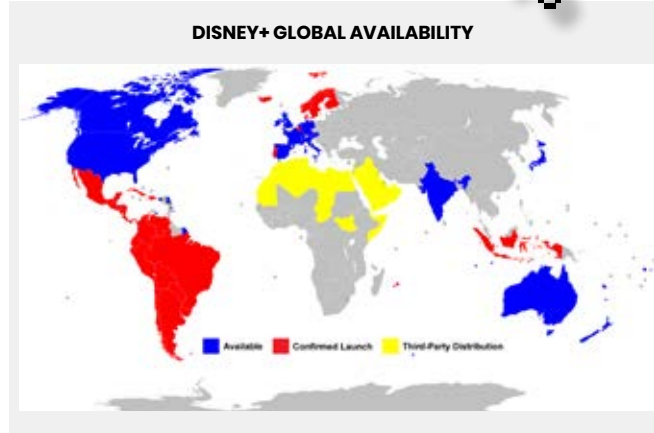 DISNEY+ GLOBAL AVAILABILITY
Available Confirmed Launch Third-Party Distribution